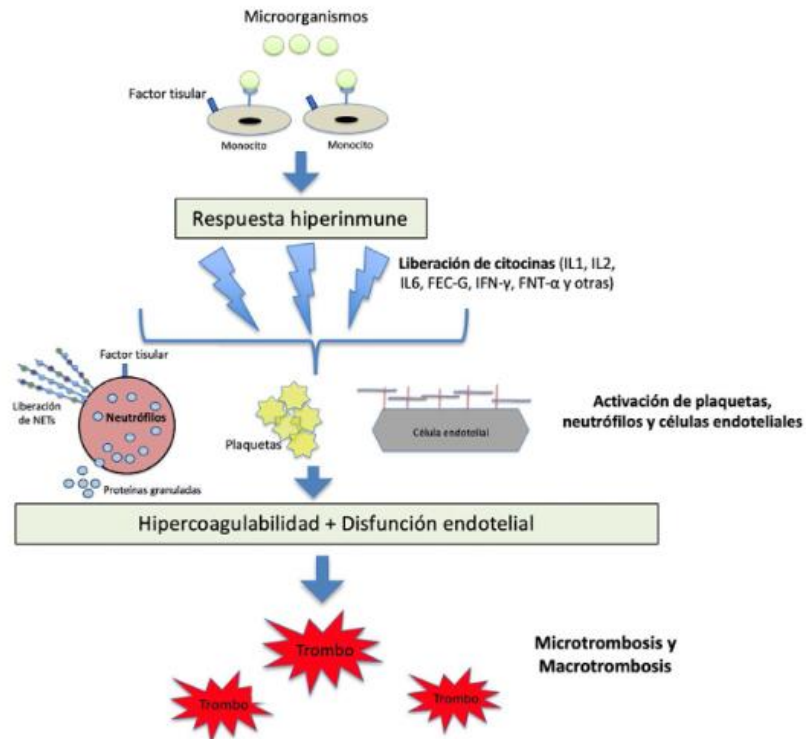 Microorganismos
Factor tisular
Monocito
Monocito
Respuesta hiperinmune
Liberación de citocinas (IL1, IL2,
IL6, FEC-G, IFN-γ, FNT-α y otras)
Factor tisular
Liberación
de NETs
Neutrófilos
Proteínas granuladas
Plaquetas
Célula endotelial
Activación de plaquetas,
neutrófilos y células endoteliales
Hipercoagulabilidad + Disfunción endotelial
Trombo
Trombo
Trombo
Microtrombosis y
Macrotrombosis